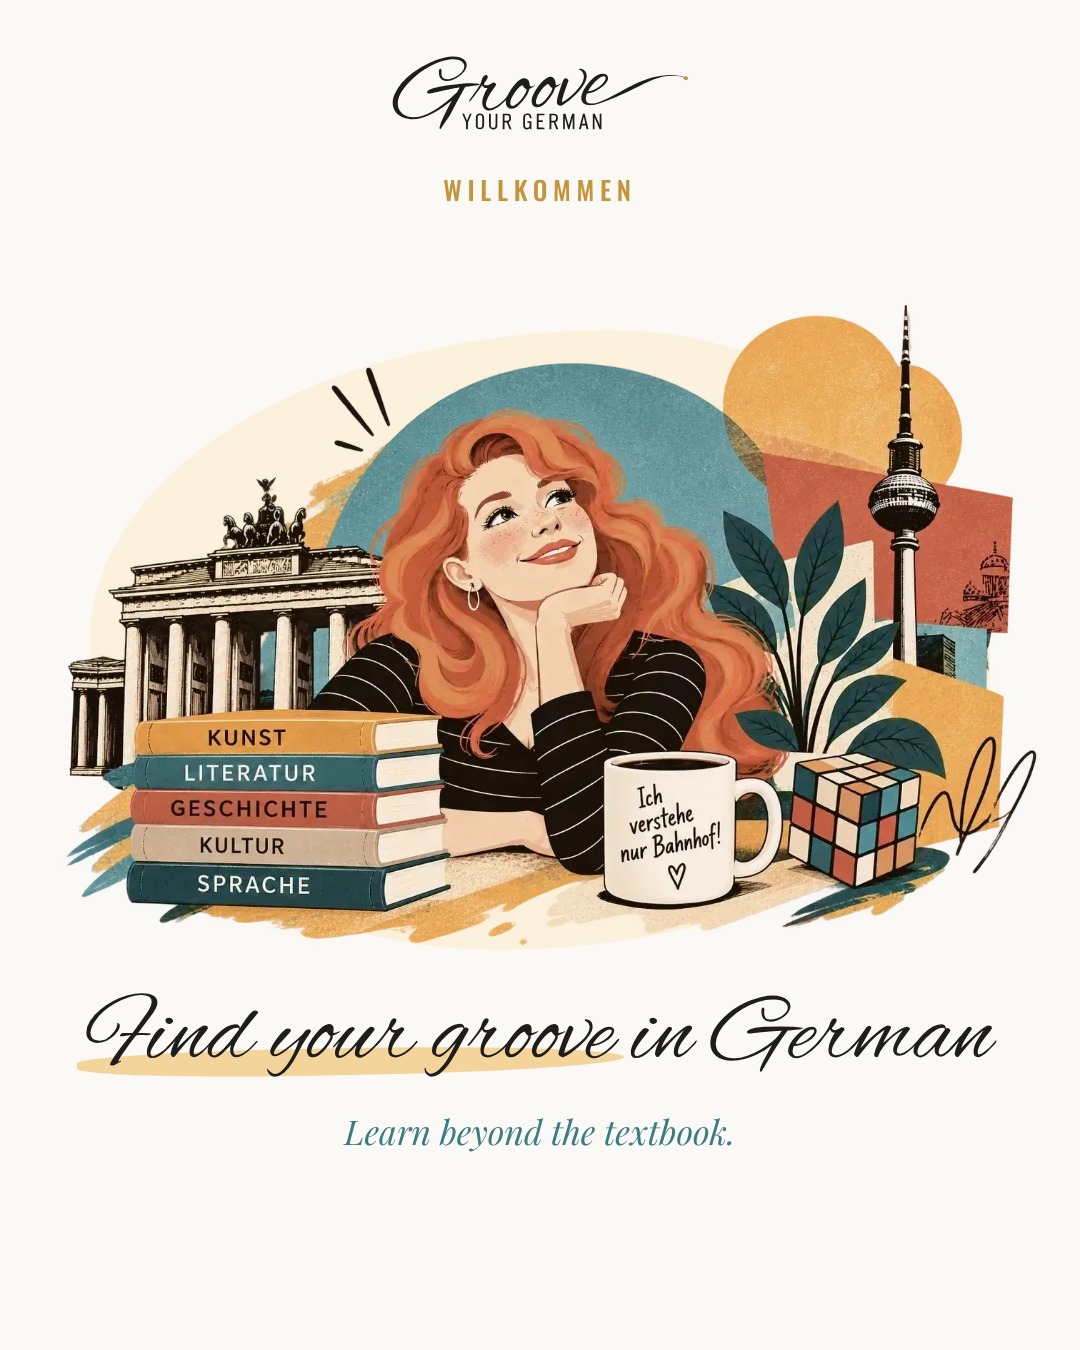 Groove
YOUR GERMAN
WILLKOMMEN
KUNST
LITERATUR
GESCHICHTE
KULTUR
SPRACHE
Ich
verstehe
nur Bahnhof!
Find your groove in German
Learn beyond the textbook.